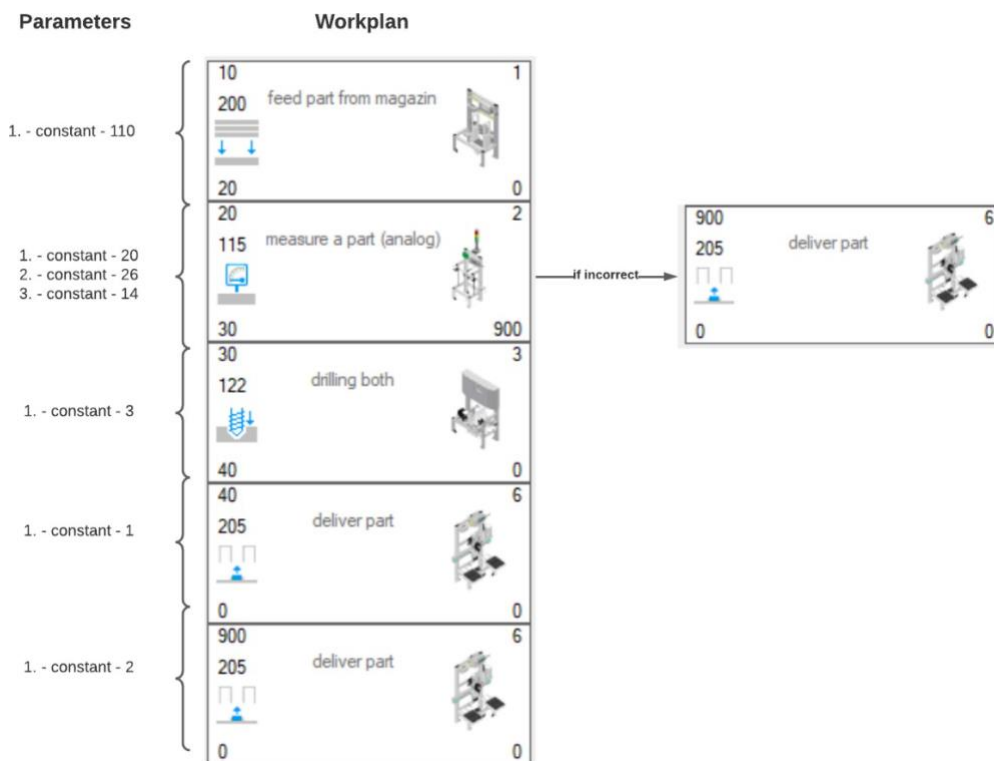 Parameters
Workplan
1. - constant - 110
10
1
200
feed part from magazin
20
0
1. - constant - 20
2. - constant - 26
3. - constant - 14
20
2
115
measure a part (analog)
30
900
if incorrect
900
6
205
deliver part
0
0
1. - constant - 3
30
3
122
drilling both
40
0
1. - constant - 1
40
6
205
deliver part
0
0
1. - constant - 2
900
6
205
deliver part
0
0